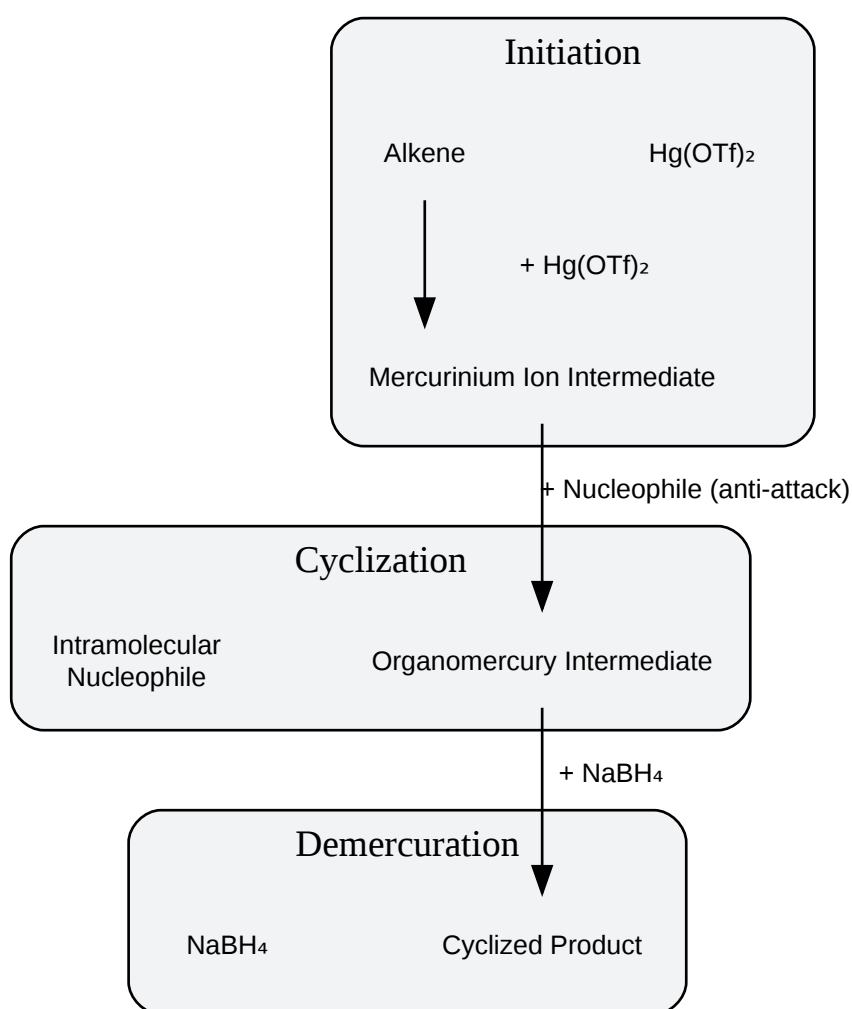 Initiation
Alkene
Hg(OTf)₂
+ Hg(OTf)₂
Mercurinium Ion Intermediate
+ Nucleophile (anti-attack)
Cyclization
Intramolecular
Nucleophile
Organomercury Intermediate
+ NaBH₄
Demercuration
NaBH₄
Cyclized Product